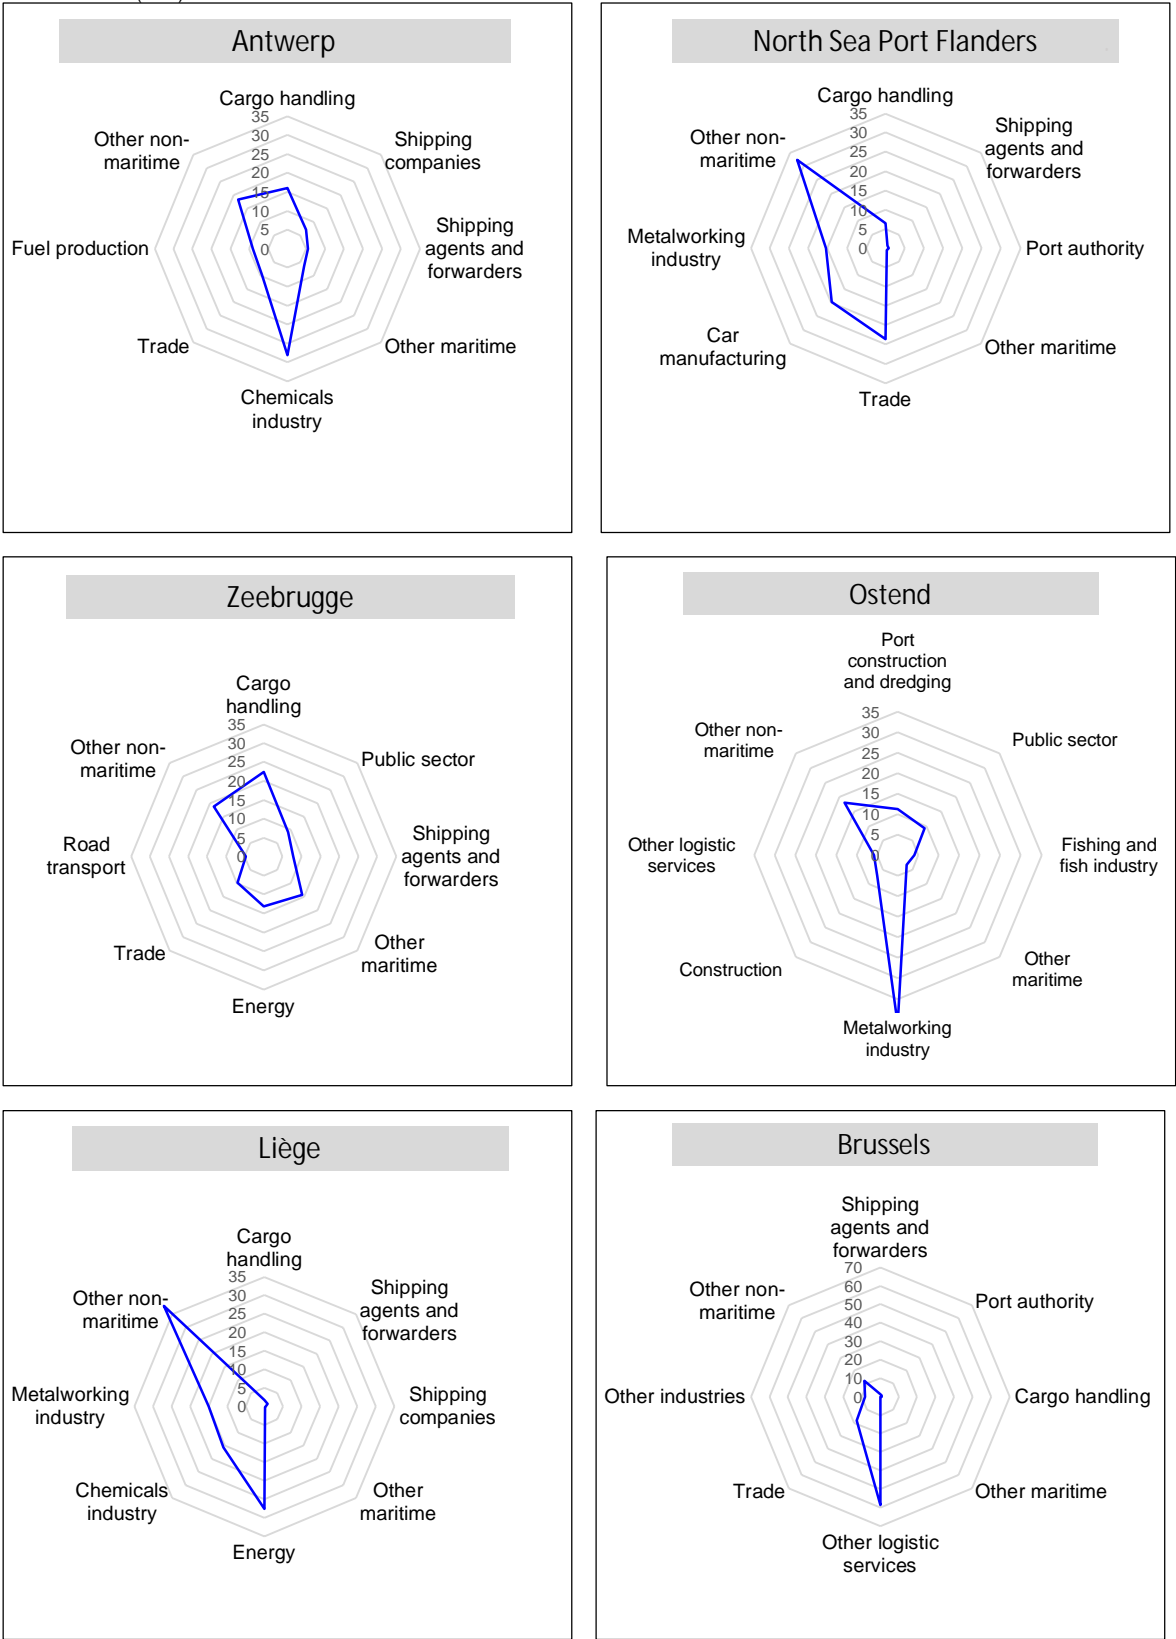 Antwerp
Cargo handling
35
30
25
20
15
10
5
0
Shipping
companies
Shipping
agents and
forwarders
Other maritime
Chemicals
industry
Trade
Fuel production
Other non-
maritime
North Sea Port Flanders
Cargo handling
35
30
25
20
15
10
5
0
Shipping
agents and
forwarders
Port authority
Other maritime
Trade
Car
manufacturing
Metalworking
industry
Other non-
maritime
Zeebrugge
Cargo
handling
35
30
25
20
15
10
5
0
Public sector
Shipping
agents and
forwarders
Other
maritime
Energy
Trade
Road
transport
Other non-
maritime
Ostend
Port
construction
and dredging
35
30
25
20
15
10
5
0
Public sector
Fishing and
fish industry
Other
maritime
Metalworking
industry
Construction
Other logistic
services
Other non-
maritime
Liège
Cargo
handling
35
30
25
20
15
10
5
0
Shipping
agents and
forwarders
Shipping
companies
Other
maritime
Energy
Chemicals
industry
Metalworking
industry
Other non-
maritime
Brussels
Shipping
agents and
forwarders
70
60
50
40
30
20
10
0
Port authority
Cargo handling
Other maritime
Other logistic
services
Trade
Other industries
Other non-
maritime